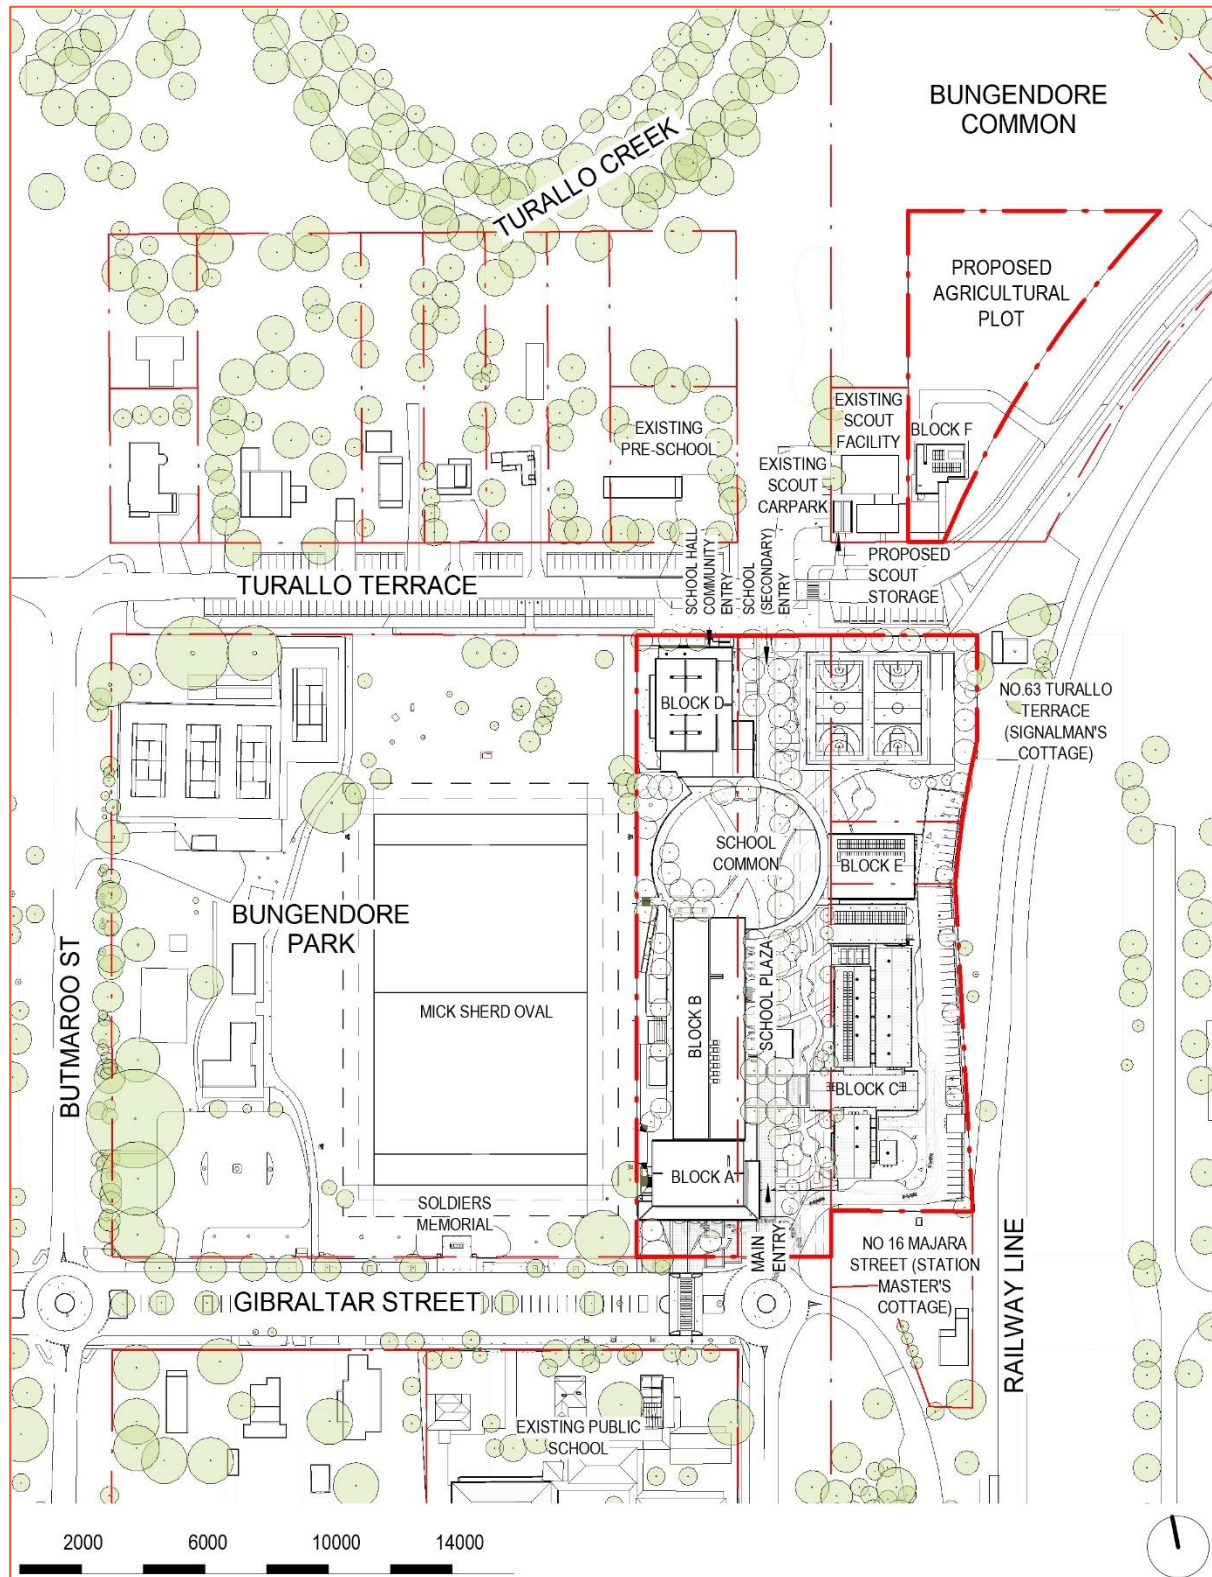 BUNGENDORE
COMMON
TURALLO CREEK
PROPOSED
AGRICULTURAL
PLOT
EXISTING
SCOUT
FACILITY
BLOCK F
EXISTING
PRE-SCHOOL
EXISTING
SCOUT
CARPARK
PROPOSED
SCOUT
STORAGE
SCHOOL HALL
COMMUNITY
ENTRY
SCHOOL
(SECONDARY)
ENTRY
TURALLO TERRACE
BLOCK D
NO.63 TURALLO
TERRACE
(SIGNALMAN'S
COTTAGE)
SCHOOL
COMMON
BLOCK E
BUNGENDORE
PARK
MICK SHERD OVAL
BLOCK B
SCHOOL PLAZA
BUTMAROO ST
BLOCK C
BLOCK A
SOLDIERS
MEMORIAL
MAIN
ENTRY
NO 16 MAJARA
STREET (STATION
MASTER'S
COTTAGE)
RAILWAY LINE
GIBRALTAR STREET
EXISTING PUBLIC
SCHOOL
2000 6000 10000 14000